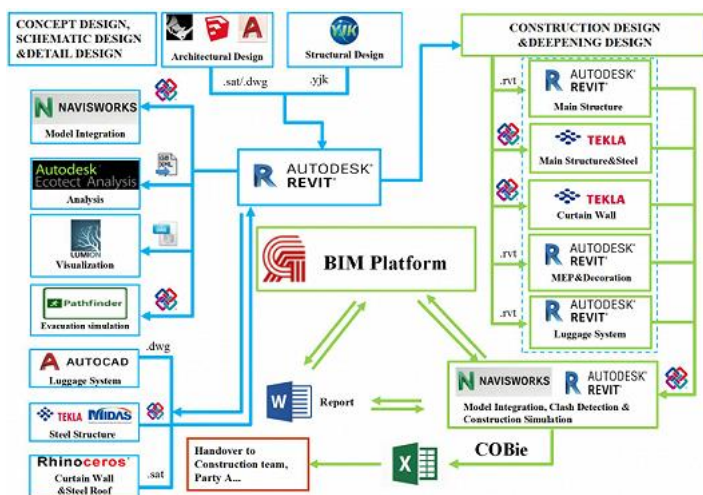 CONCEPT DESIGN,
SCHEMATIC DESIGN
&DETAIL DESIGN
Architectural Design
YJK
Structural Design
CONSTRUCTION DESIGN
&DEEPENING DESIGN
.sat/.dwg
.yjk
N NAVISWORKS
Model Integration
Autodesk
Ecotect Analysis
Analysis
LUMION
Visualization
Pathfinder
Evacuation simulation
R AUTODESK®
REVIT®
.rvt
R AUTODESK®
REVIT®
Main Structure
TEKLA
Main Structure&Steel
TEKLA
Curtain Wall
.rvt
R AUTODESK®
REVIT®
MEP&Decoration
.rvt
R AUTODESK®
REVIT®
Luggage System
BIM Platform
A AUTOCAD
Luggage System
.dwg
TEKLA MIDAS
Steel Structure
Rhinoceros®
Curtain Wall
&Steel Roof
.sat
W Report
N NAVISWORKS R AUTODESK®
REVIT®
Model Integration, Clash Detection &
Construction Simulation
COBie
X
Handover to
Construction team,
Party A...